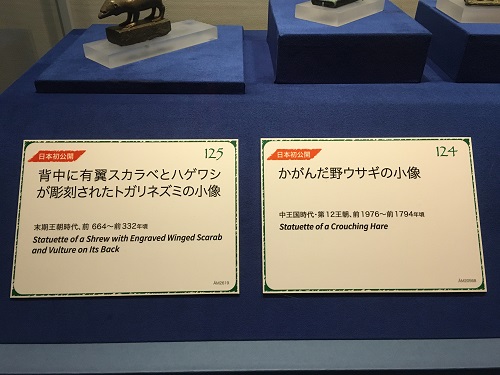 日本初公開
125
背中に有翼スカラベとハゲワシ
が彫刻されたトガリネズミの小像
末期王朝時代、前 664〜前332年頃
Statuette of a Shrew with Engraved Winged Scarab
and Vulture on Its Back
日本初公開
124
かがんだ野ウサギの小像
中王国時代・第12王朝、前1976〜前1794年頃
Statuette of a Crouching Hare